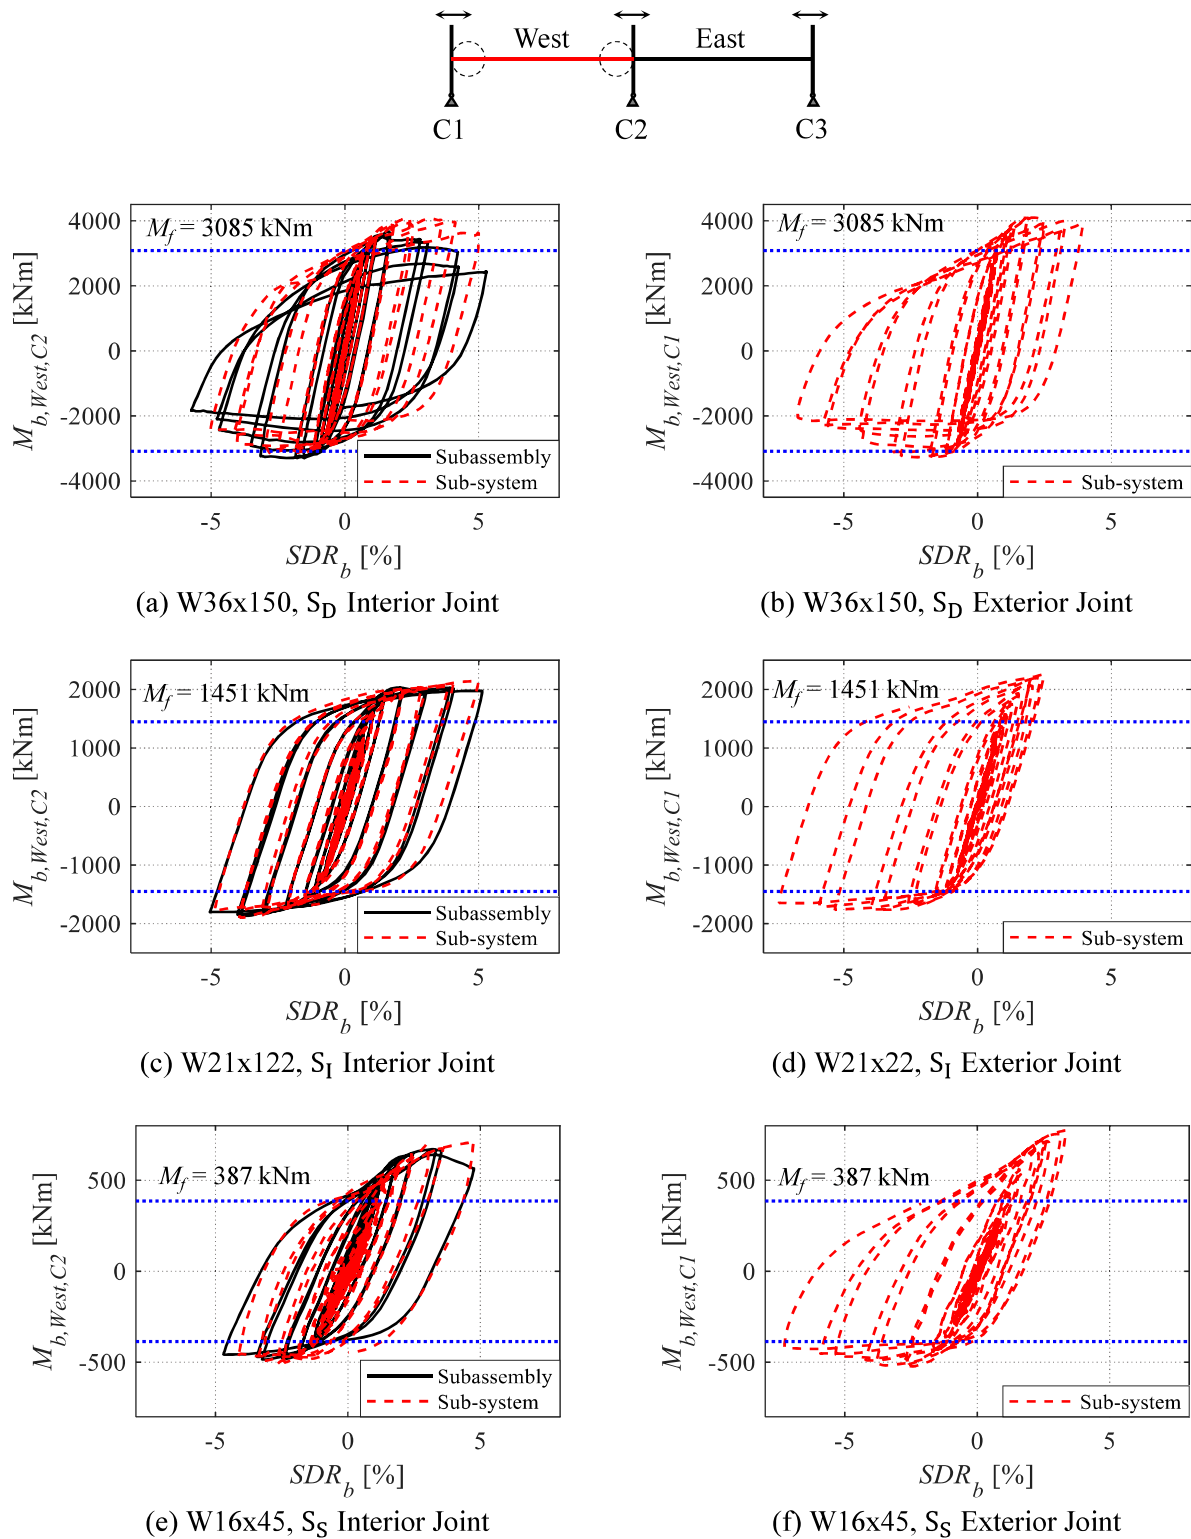 West East
C1 C2 C3
M_f = 3085 kNm
4000
2000
0
-2000
-4000
M_b,West,C2 [kNm]
Subassembly
Sub-system
-5 0 5
SDR_b [%]
(a) W36x150, S_D Interior Joint
M_f = 3085 kNm
4000
2000
0
-2000
-4000
M_b,West,C1 [kNm]
Sub-system
-5 0 5
SDR_b [%]
(b) W36x150, S_D Exterior Joint
M_f = 1451 kNm
2000
1000
0
-1000
-2000
M_b,West,C2 [kNm]
Subassembly
Sub-system
-5 0 5
SDR_b [%]
(c) W21x122, S_I Interior Joint
M_f = 1451 kNm
2000
1000
0
-1000
-2000
M_b,West,C1 [kNm]
Sub-system
-5 0 5
SDR_b [%]
(d) W21x22, S_I Exterior Joint
M_f = 387 kNm
500
0
-500
M_b,West,C2 [kNm]
Subassembly
Sub-system
-5 0 5
SDR_b [%]
(e) W16x45, S_S Interior Joint
M_f = 387 kNm
500
0
-500
M_b,West,C1 [kNm]
Sub-system
-5 0 5
SDR_b [%]
(f) W16x45, S_S Exterior Joint